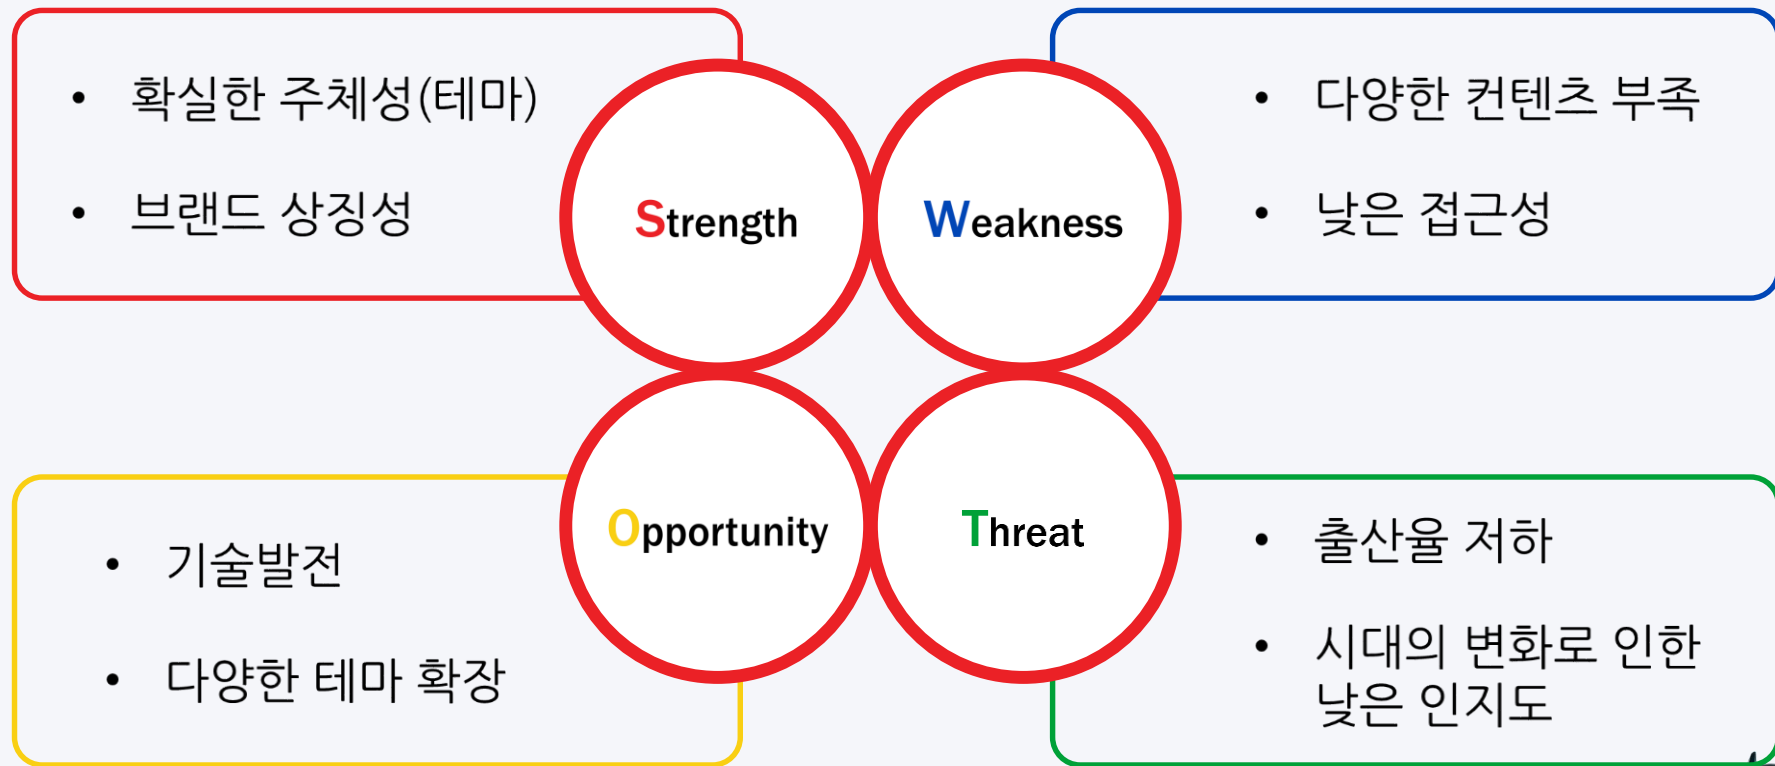 • 확실한 주체성(테마)
• 브랜드 상징성
Strength
Weakness
• 다양한 컨텐츠 부족
• 낮은 접근성
• 기술발전
• 다양한 테마 확장
Opportunity
Threat
• 출산율 저하
• 시대의 변화로 인한
낮은 인지도